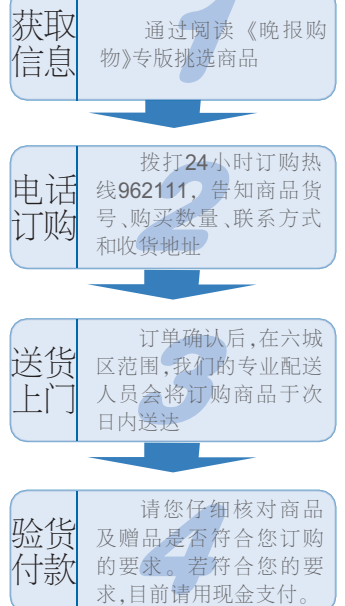 获取
信息
1
通过阅读《晚报购
物》专版挑选商品
电话
订购
2
拨打24小时订购热
线962111，告知商品货
号、购买数量、联系方式
和收货地址
送货
上门
3
订单确认后，在六城
区范围，我们的专业配送
人员会将订购商品于次
日内送达
验货
付款
4
请您仔细核对商品
及赠品是否符合您订购
的要求。若符合您的要
求，目前请用现金支付。